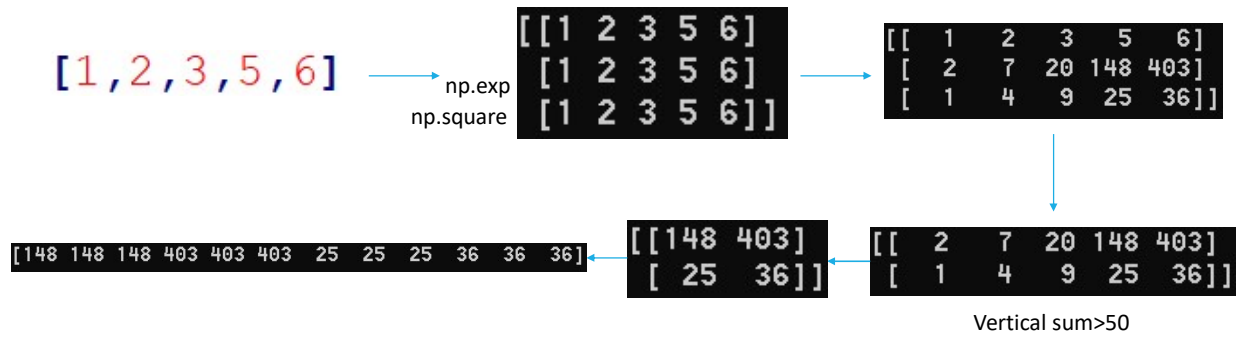 [1,2,3,5,6]
np.exp
np.square
[[1 2 3 5 6]
[1 2 3 5 6]
[1 2 3 5 6]]
[[ 1 2 3 5 6]
[ 2 7 20 148 403]
[ 1 4 9 25 36]]
[[ 2 7 20 148 403]
[ 1 4 9 25 36]]
Vertical sum>50
[[148 403]
[ 25 36]]
[148 148 148 403 403 403 25 25 25 36 36 36]